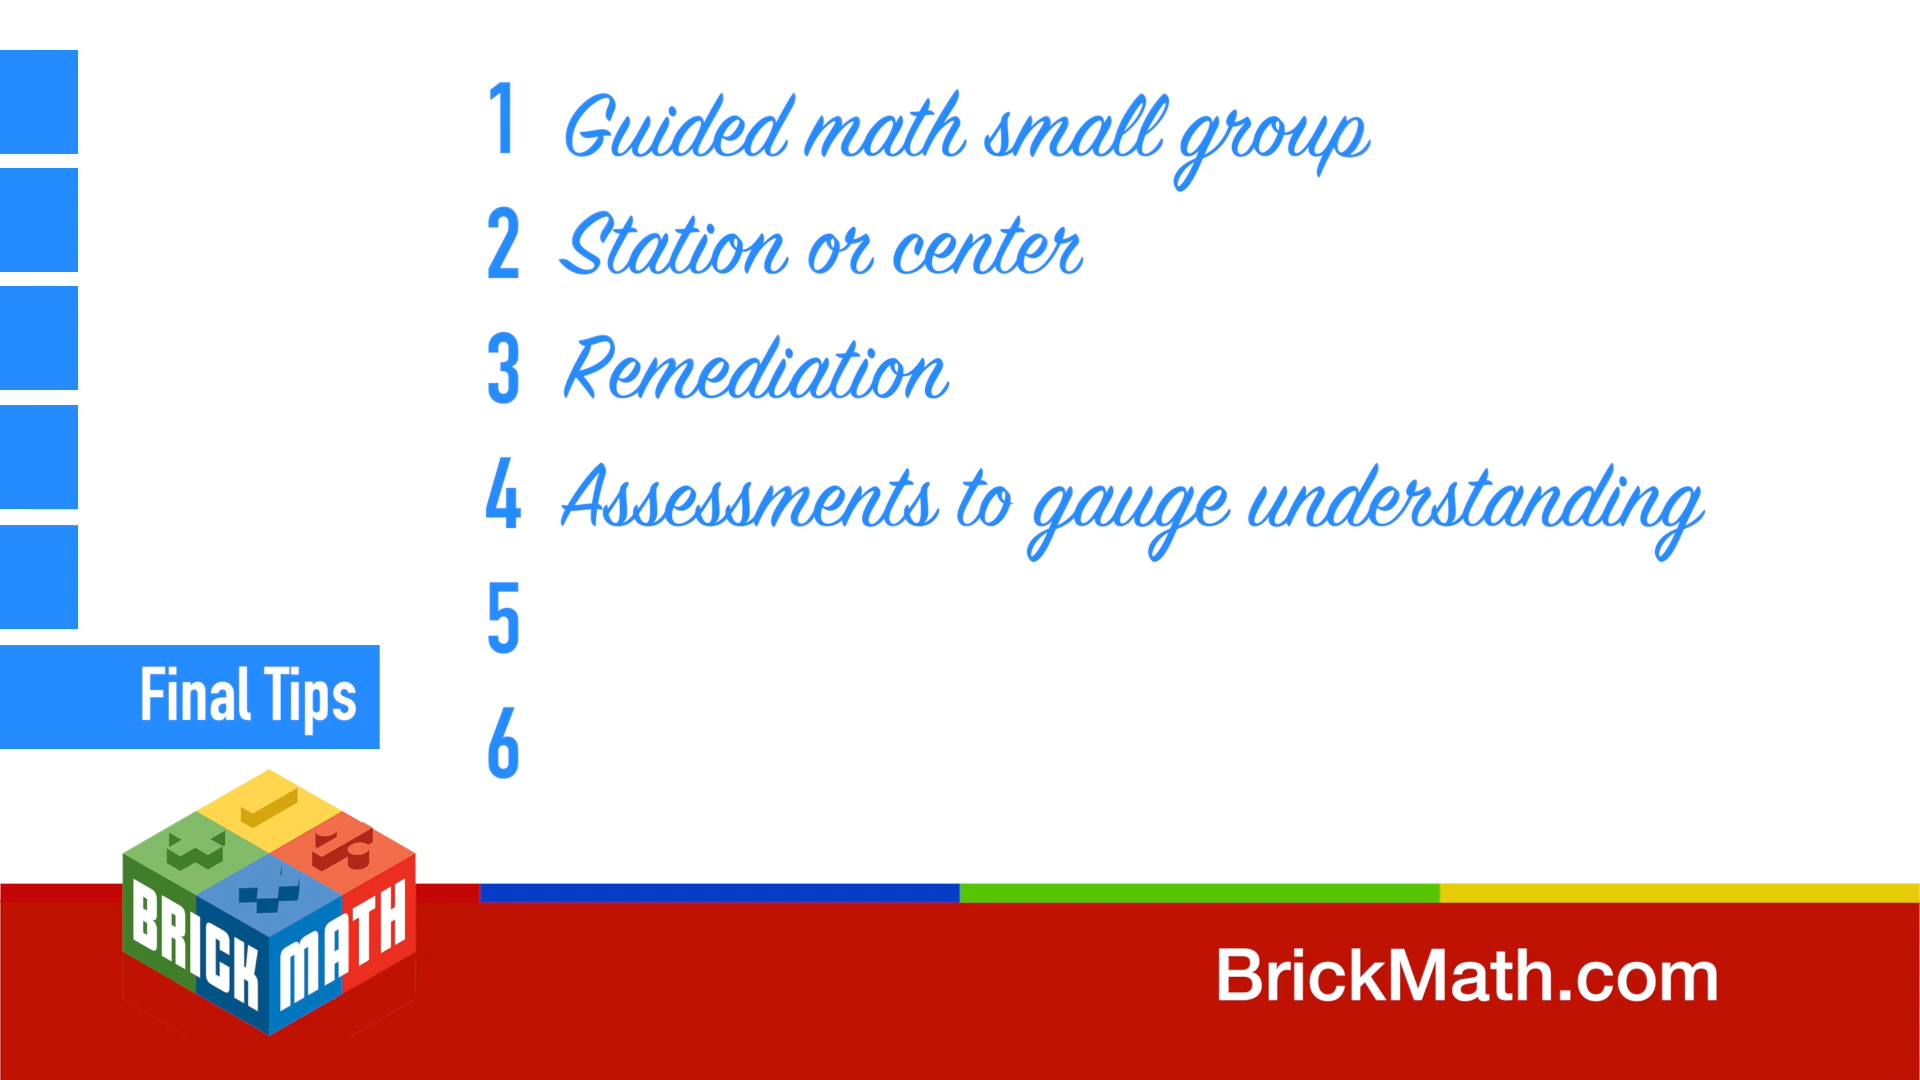 1 Guided math small group
2 Station or center
3 Remediation
4 Assessments to gauge understanding
5
6
Final Tips
BRICK MATH
BrickMath.com